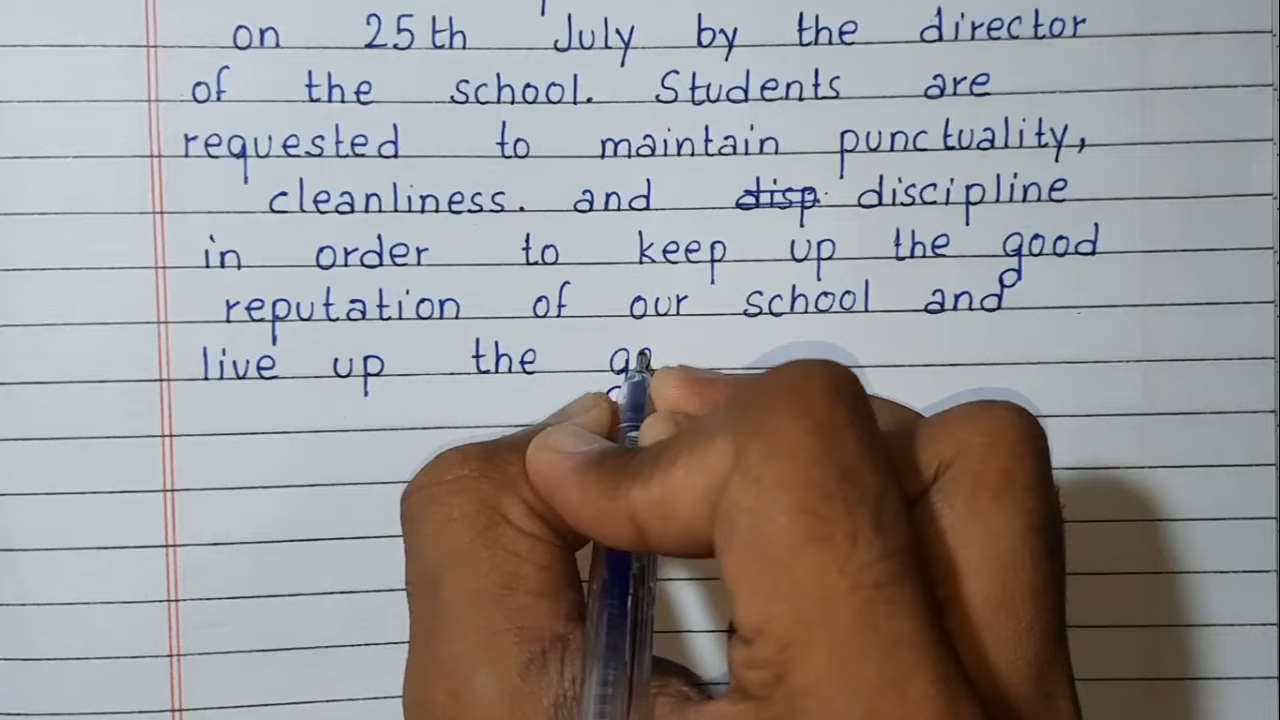 on 25th July by the director
of the school. Students are
requested to maintain punctuality,
cleanliness. and disp. discipline
in order to keep up the good
reputation of our school and
live up the